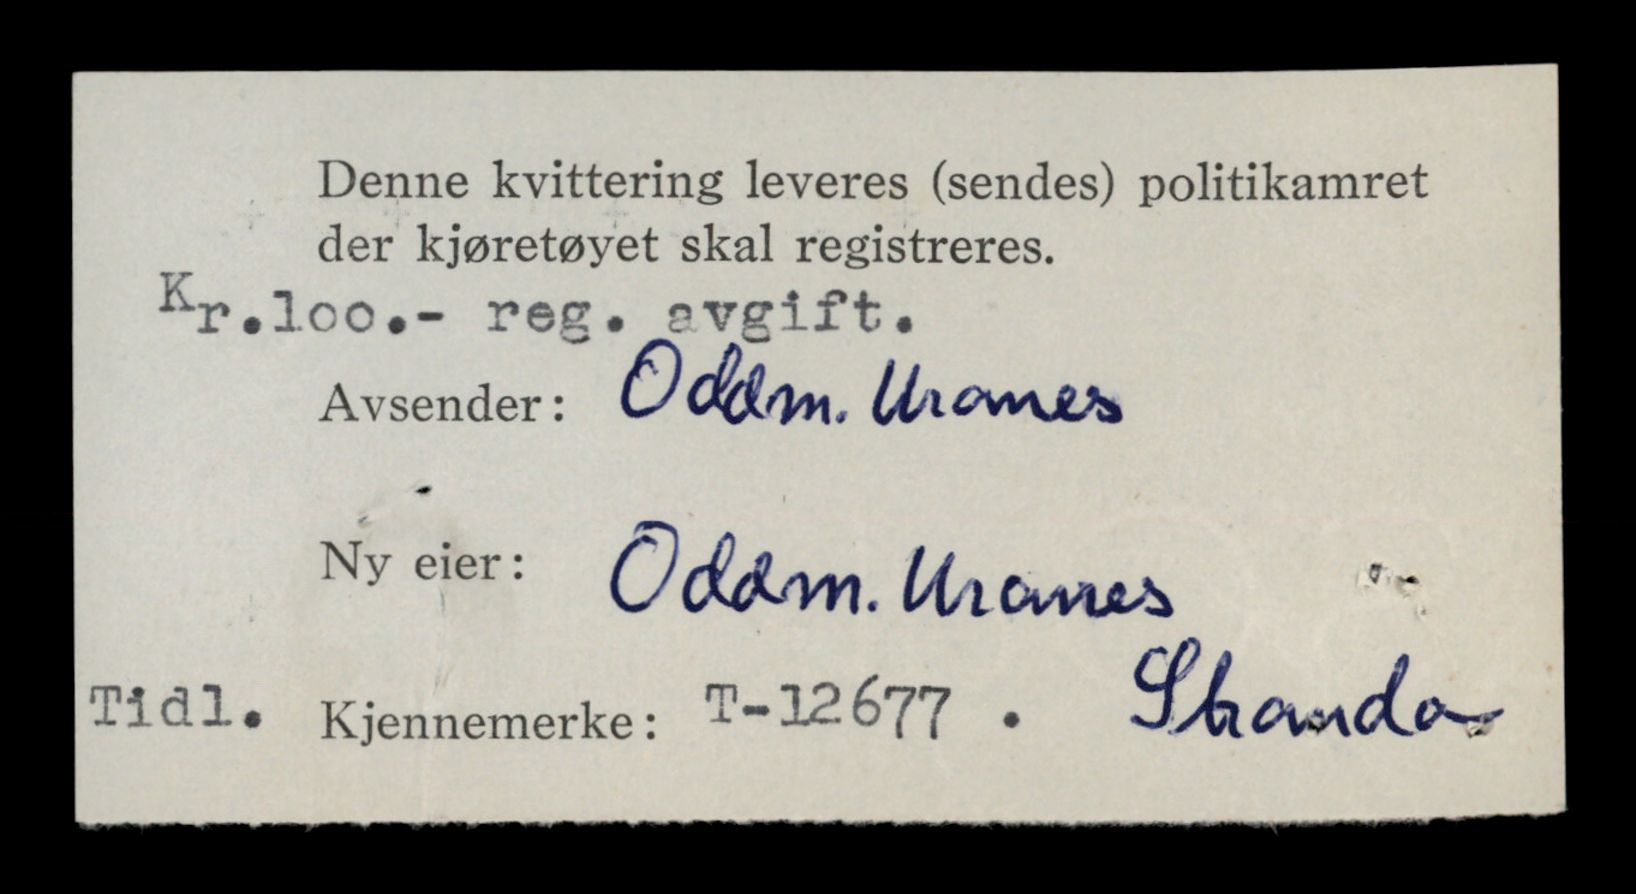 Denne kvittering leveres (sendes) politikamret
der kjøretøyet skal registreres.
Kr.100.- reg. avgift.
Avsender: Oddm. Uranes
Ny eier: Oddm. Uranes
Tidl. Kjennemerke: T-12677 . Stranda